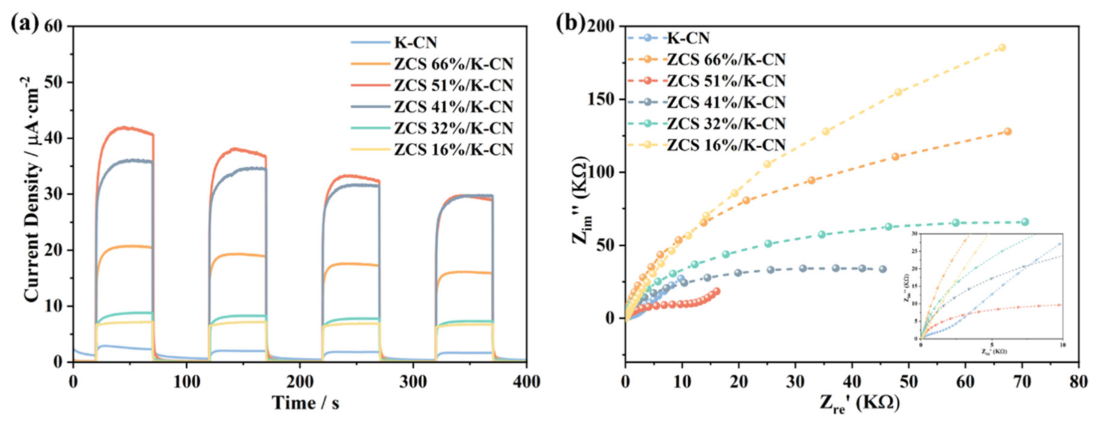 (a)
60
50
40
30
20
10
0
Current Density / μA·cm-2
0 100 200 300 400
Time / s
K-CN
ZCS 66%/K-CN
ZCS 51%/K-CN
ZCS 41%/K-CN
ZCS 32%/K-CN
ZCS 16%/K-CN
(b)
200
150
100
50
0
Zim'' (KΩ)
0 10 20 30 40 50 60 70 80
Zre' (KΩ)
K-CN
ZCS 66%/K-CN
ZCS 51%/K-CN
ZCS 41%/K-CN
ZCS 32%/K-CN
ZCS 16%/K-CN
30
25
20
15
10
5
0
Zim'' (KΩ)
0 5 10
Zre' (KΩ)